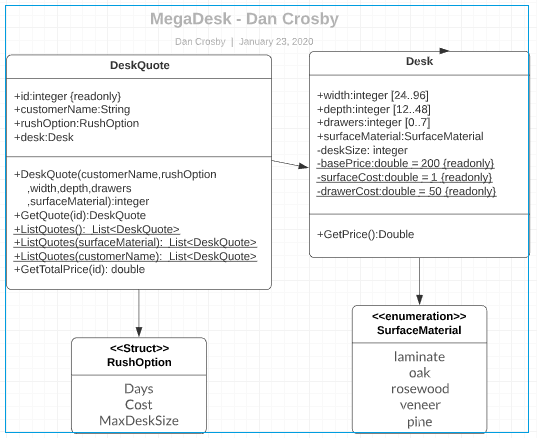 MegaDesk - Dan Crosby
Dan Crosby | January 23, 2020
DeskQuote
+id:integer {readonly}
+customerName:String
+rushOption:RushOption
+desk:Desk
+DeskQuote(customerName,rushOption
,width,depth,drawers
,surfaceMaterial):integer
+GetQuote(id):DeskQuote
+ListQuotes(): List<DeskQuote>
+ListQuotes(surfaceMaterial): List<DeskQuote>
+ListQuotes(customerName): List<DeskQuote>
+GetTotalPrice(id): double
Desk
+width:integer [24..96]
+depth:integer [12..48]
+drawers:integer [0..7]
+surfaceMaterial:SurfaceMaterial
-deskSize: integer
-basePrice:double = 200 {readonly}
-surfaceCost:double = 1 {readonly}
-drawerCost:double = 50 {readonly}
+GetPrice():Double
<<Struct>>
RushOption
Days
Cost
MaxDeskSize
<<enumeration>>
SurfaceMaterial
laminate
oak
rosewood
veneer
pine